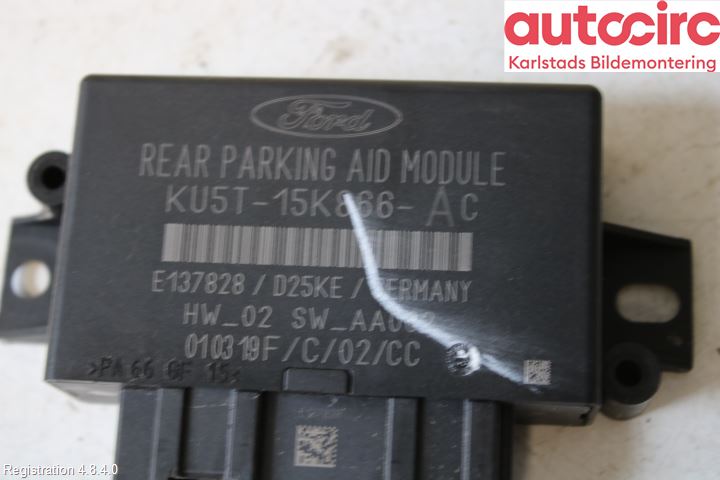 autocirc
Karlstads Bildemontering
Ford
REAR PARKING AID MODULE
KU5T-15K866-AC
E137828/D25KE/GERMANY
HW_02 SW_AA
010319F/C/02/CC
>PA 66 GF 15<
Registration 4.8.4.0